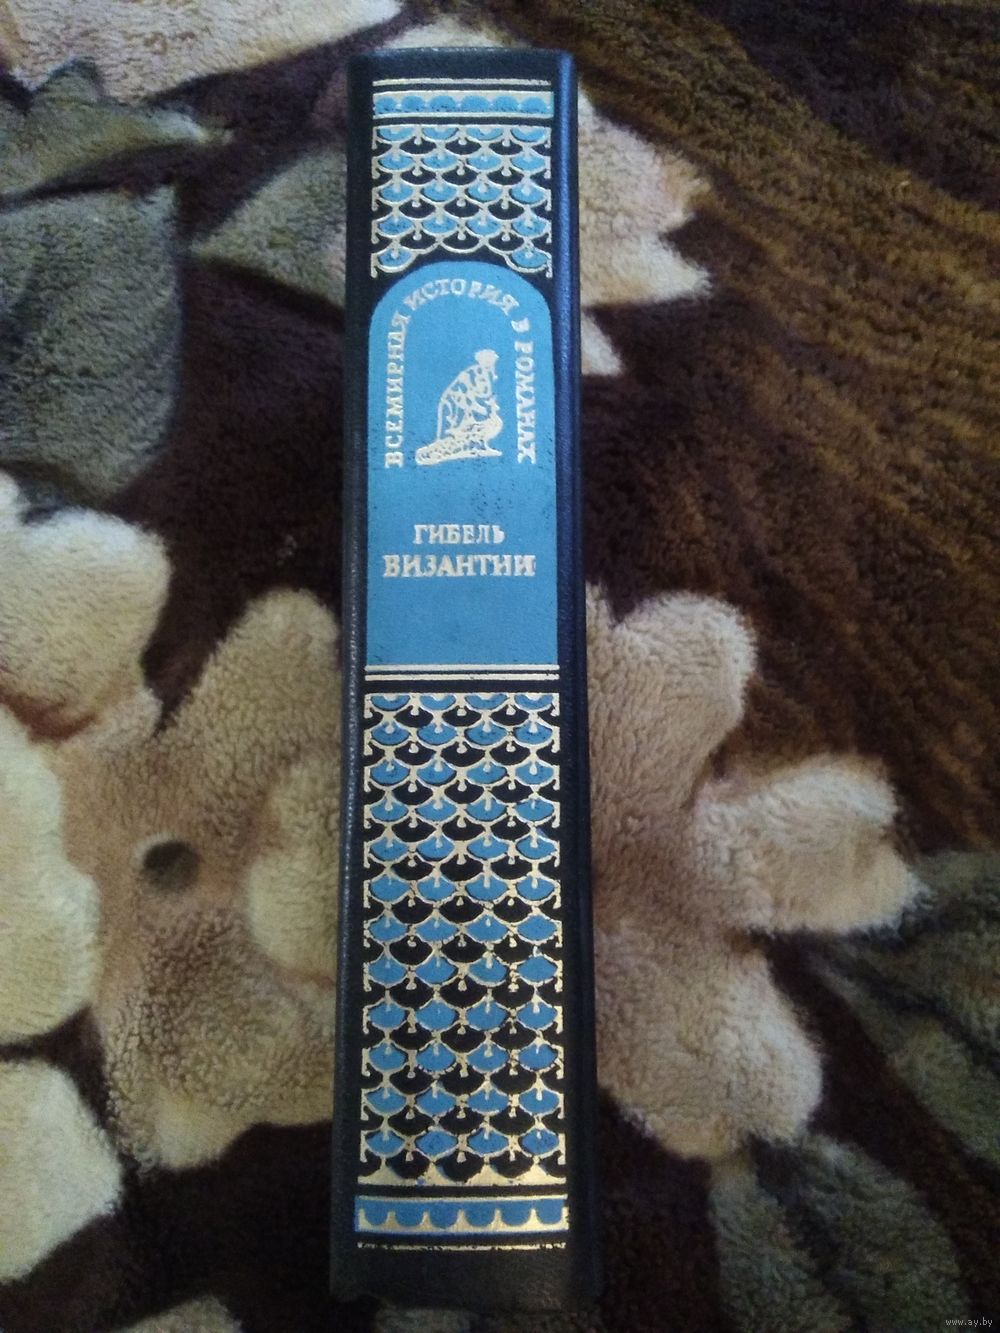 ВСЕМИРНАЯ ИСТОРИЯ В РОМАНАХ
ГИБЕЛЬ
ВИЗАНТИИ
www.ay.by